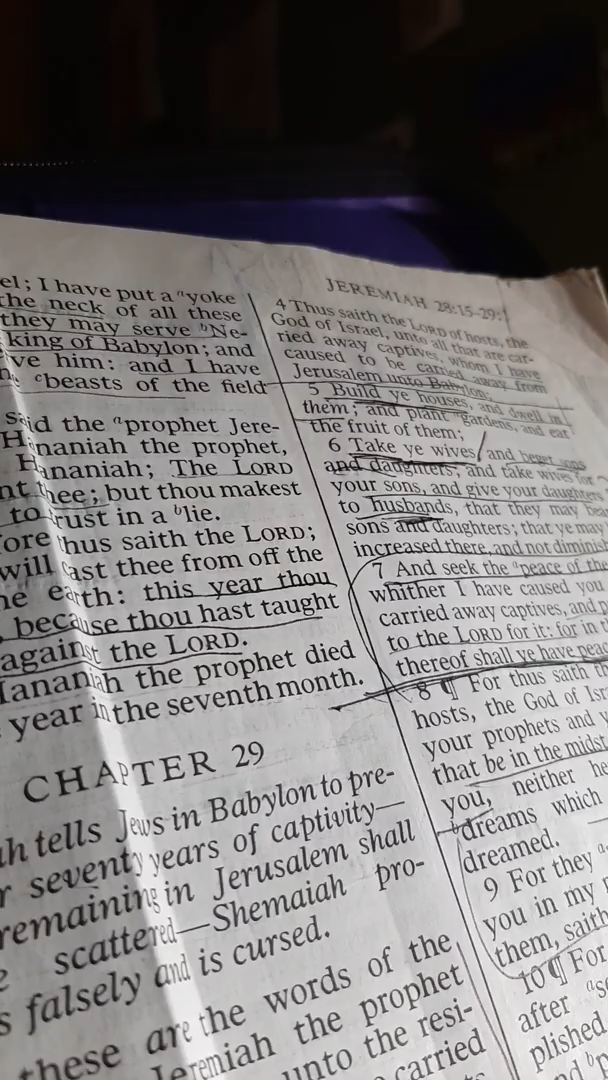 JEREMIAH 28:15-29:
el; I have put a ᵃyoke
the neck of all these
they may serve ᵇNe-
king of Babylon; and
ve him: and I have
ᶜbeasts of the field
said the ᵃprophet Jere-
Hananiah the prophet,
Hananiah; The LORD
nt thee; but thou makest
to trust in a ᵇlie.
ore thus saith the LORD;
will cast thee from off the
he earth: this year thou
, because thou hast taught
against the LORD.
Hananiah the prophet died
year in the seventh month.
CHAPTER 29
ah tells Jews in Babylon to pre-
r seventy years of captivity—
remaining in Jerusalem shall
scattered—Shemaiah pro-
s falsely and is cursed.
these are the words of the
Jeremiah the prophet
unto the resi-
carried
4 Thus saith the LORD of hosts, the
God of Israel, unto all that are car-
ried away captives, whom I have
caused to be carried away from
Jerusalem unto Babylon;
5 Build ye houses, and dwell in
them; and plant ᵃgardens, and eat
the fruit of them;
6 Take ye wives, and beget sons
and daughters; and take wives for
your sons, and give your daughters
to husbands, that they may bear
sons and daughters; that ye may
increased there, and not diminish
7 And seek the ᵃpeace of the
whither I have caused you
carried away captives, and
to the LORD for it: for in
thereof shall ye have peac
8 ¶ For thus saith
hosts, the God of Isr
your prophets and
that be in the midst
you, neither
ᵇdreams which
dreamed.
9 For they
you in my
them, saith
10 ¶ For
after
plished